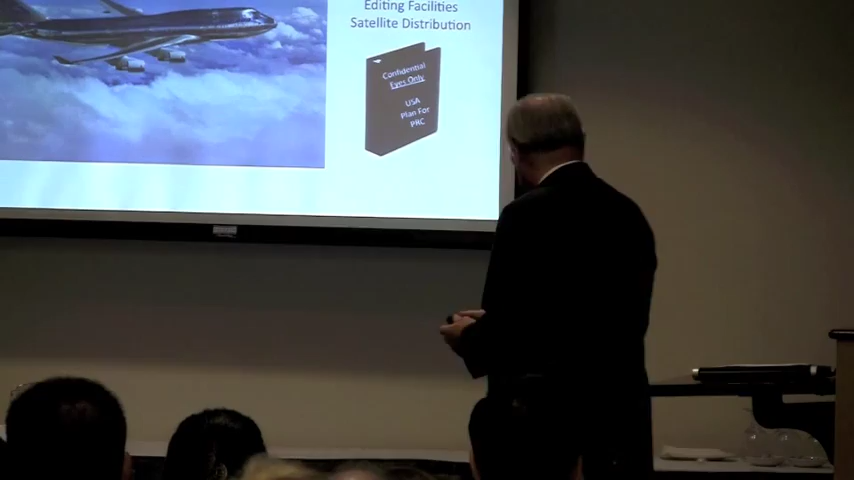 Editing Facilities
Satellite Distribution
Confidential
Eyes Only
USA
Plan For
PRC